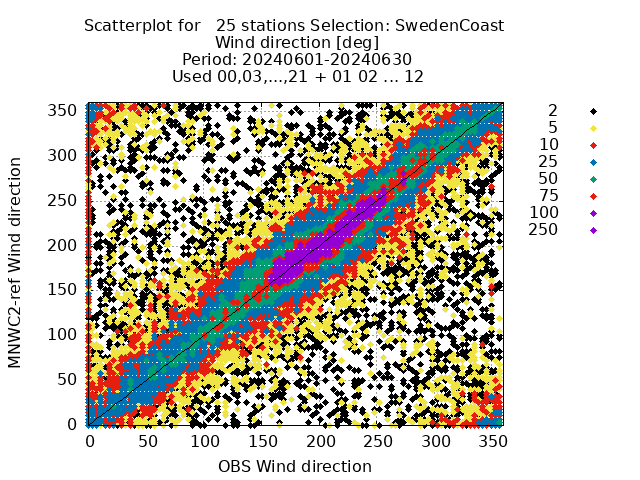 Scatterplot for   25 stations Selection: SwedenCoast
Wind direction [deg]
Period: 20240601-20240630
Used 00,03,...,21 + 01 02 ... 12
MNWC2-ref Wind direction
350
300
250
200
150
100
50
0
0 50 100 150 200 250 300 350
OBS Wind direction
2
5
10
25
50
75
100
250